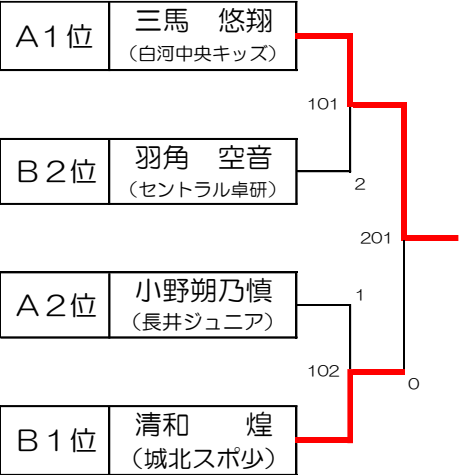 A1位
三馬　悠翔
（白河中央キッズ）
101
B2位
羽角　空音
（セントラル卓研）
2
201
A2位
小野朔乃慎
（長井ジュニア）
1
102
0
B1位
清和　　煌
（城北スポ少）